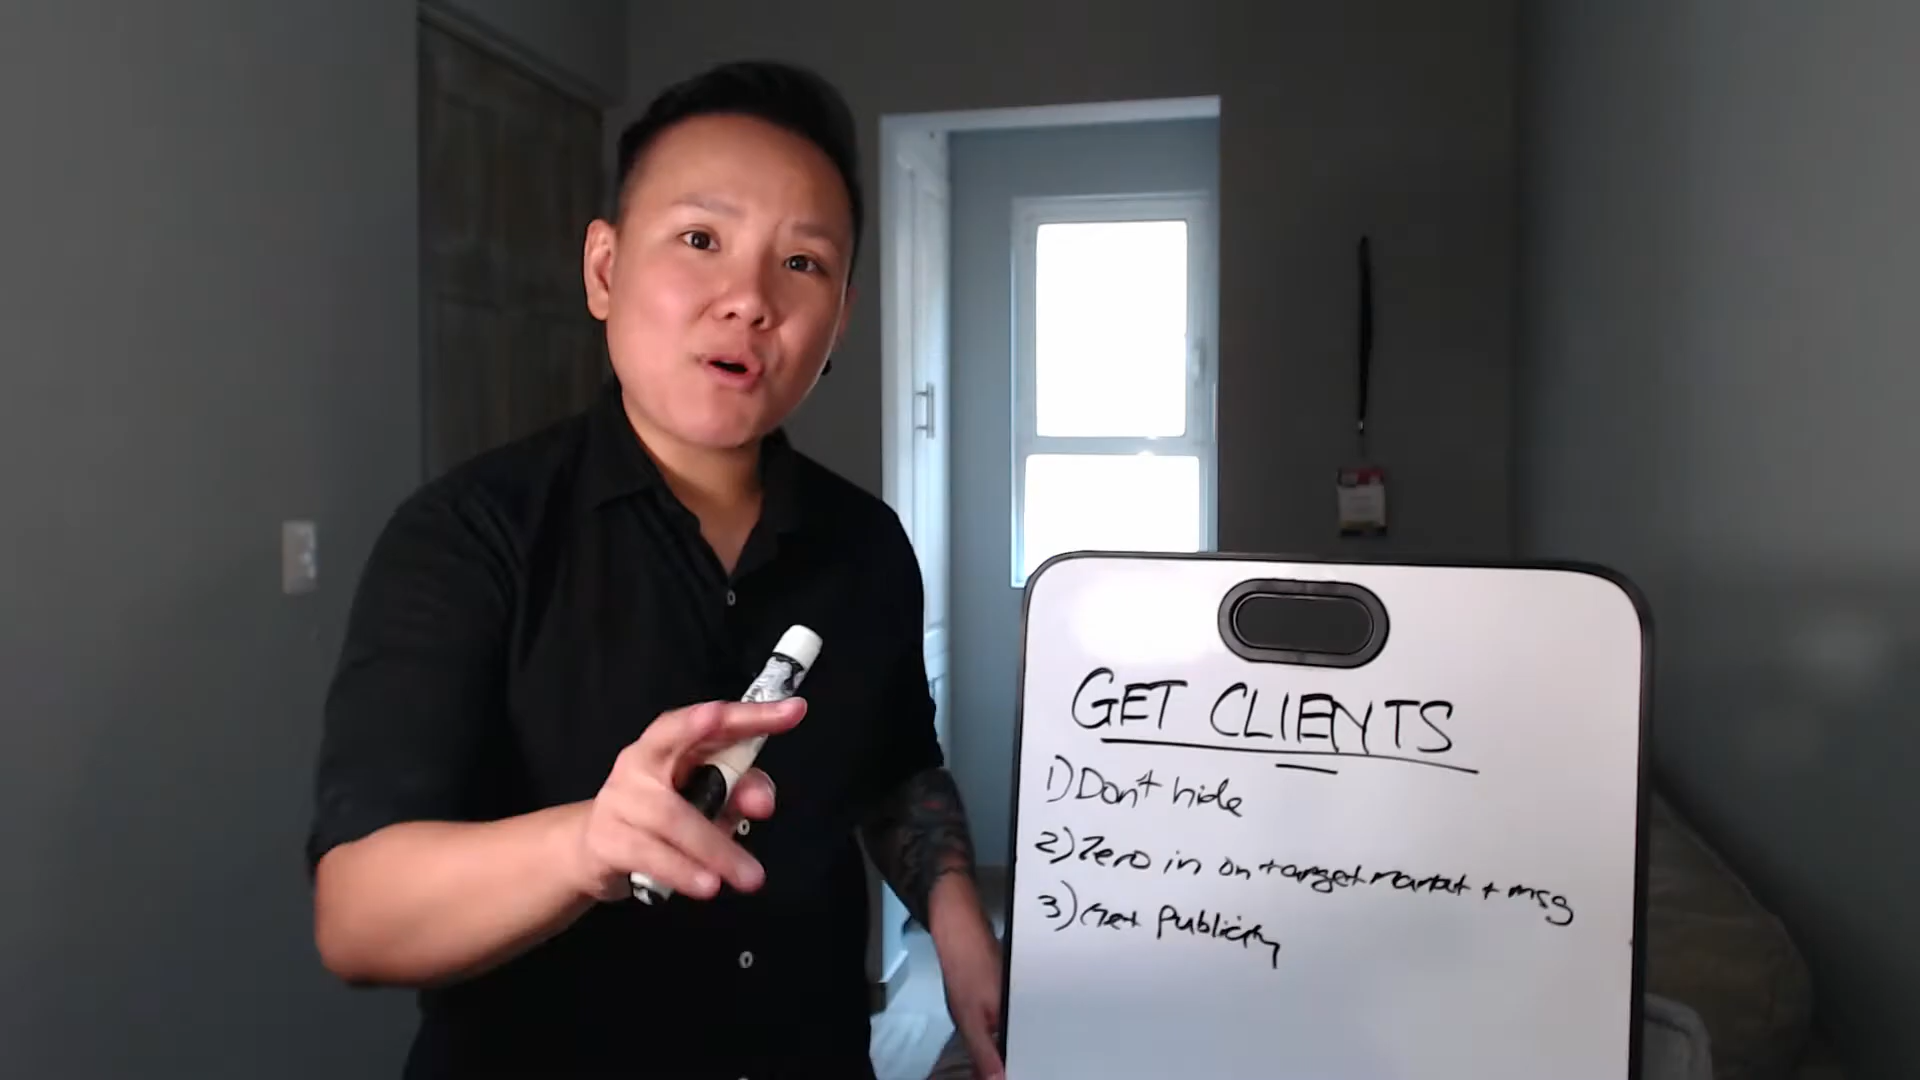 GET CLIENTS
1) Don't hide
2) Zero in on target market + msg
3) Get Publicity